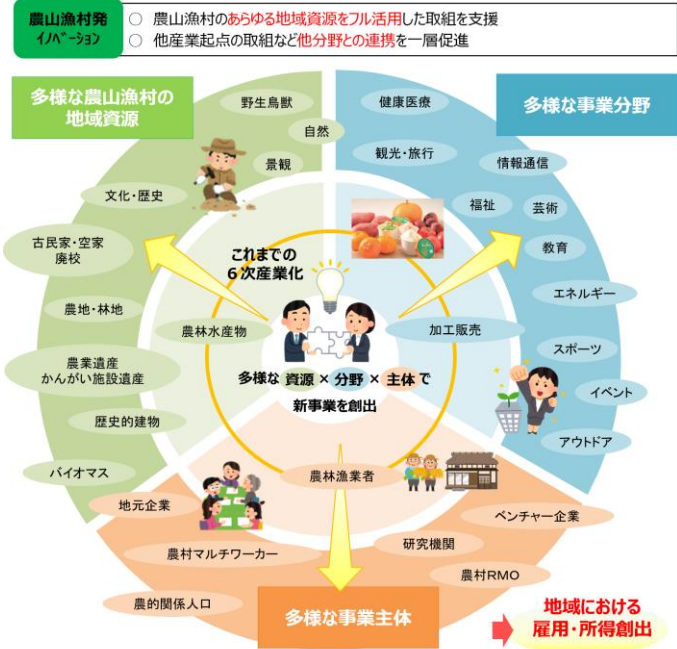 農山漁村発
イノベーション
○ 農山漁村のあらゆる地域資源をフル活用した取組を支援
○ 他産業起点の取組など他分野との連携を一層促進
多様な農山漁村の
地域資源
野生鳥獣
自然
景観
文化・歴史
古民家・空家
廃校
農地・林地
農業遺産
かんがい施設遺産
歴史的建物
バイオマス
多様な事業分野
健康医療
観光・旅行
情報通信
福祉
芸術
教育
エネルギー
スポーツ
イベント
アウトドア
これまでの
6次産業化
農林水産物
加工販売
多様な 資源 × 分野 × 主体 で
新事業を創出
農林漁業者
地元企業
農村マルチワーカー
農的関係人口
ベンチャー企業
研究機関
農村RMO
多様な事業主体
地域における
雇用・所得創出